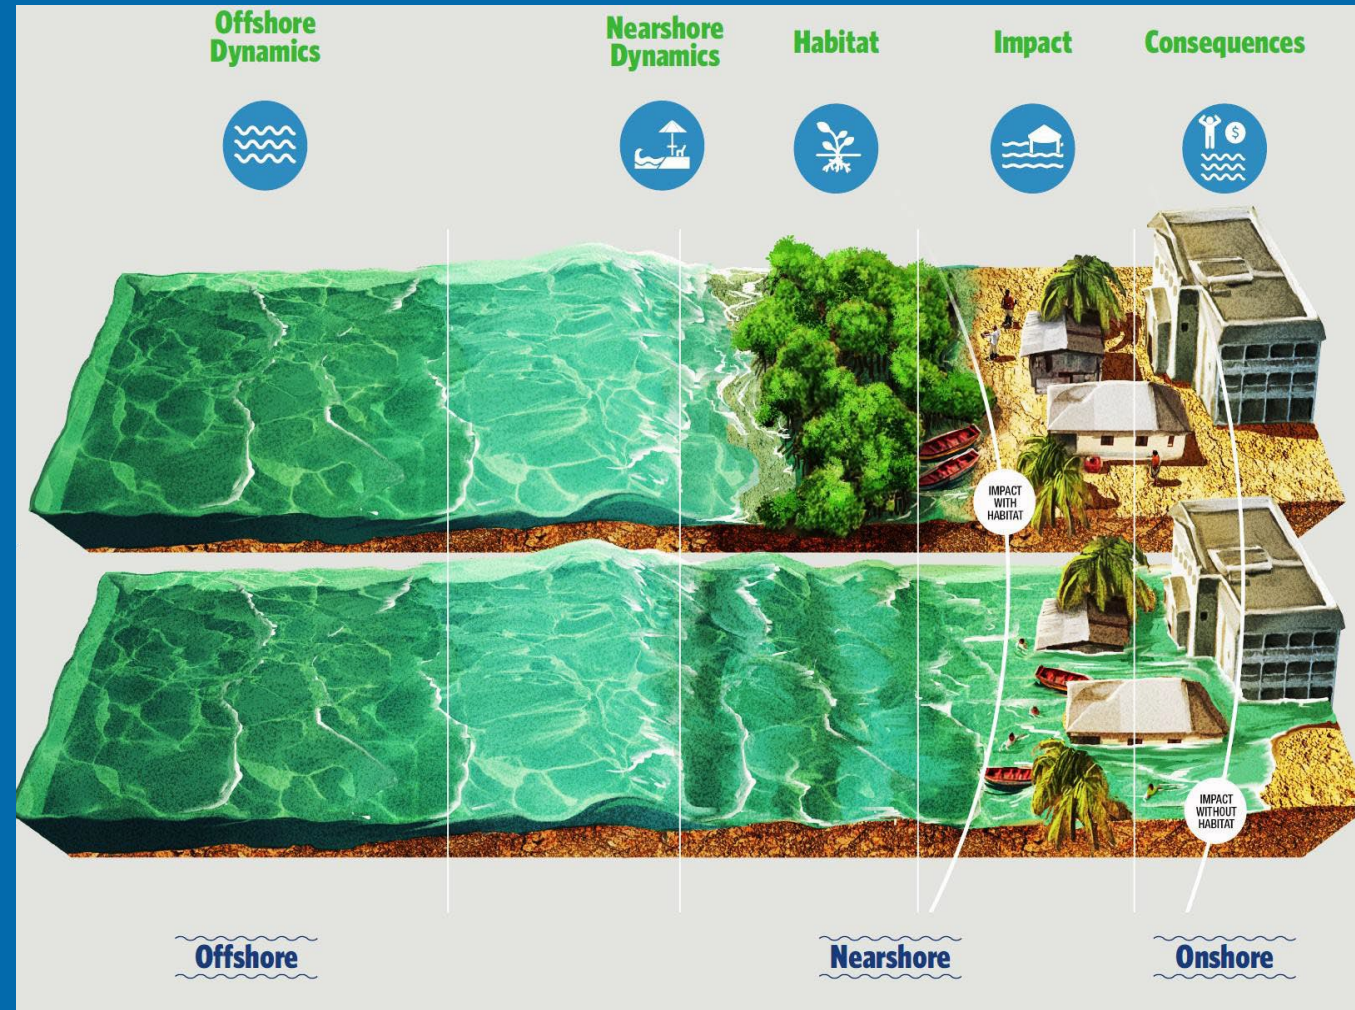 Offshore
Dynamics
Nearshore
Dynamics
Habitat
Impact
Consequences
$
IMPACT
WITH
HABITAT
IMPACT
WITHOUT
HABITAT
Offshore
Nearshore
Onshore